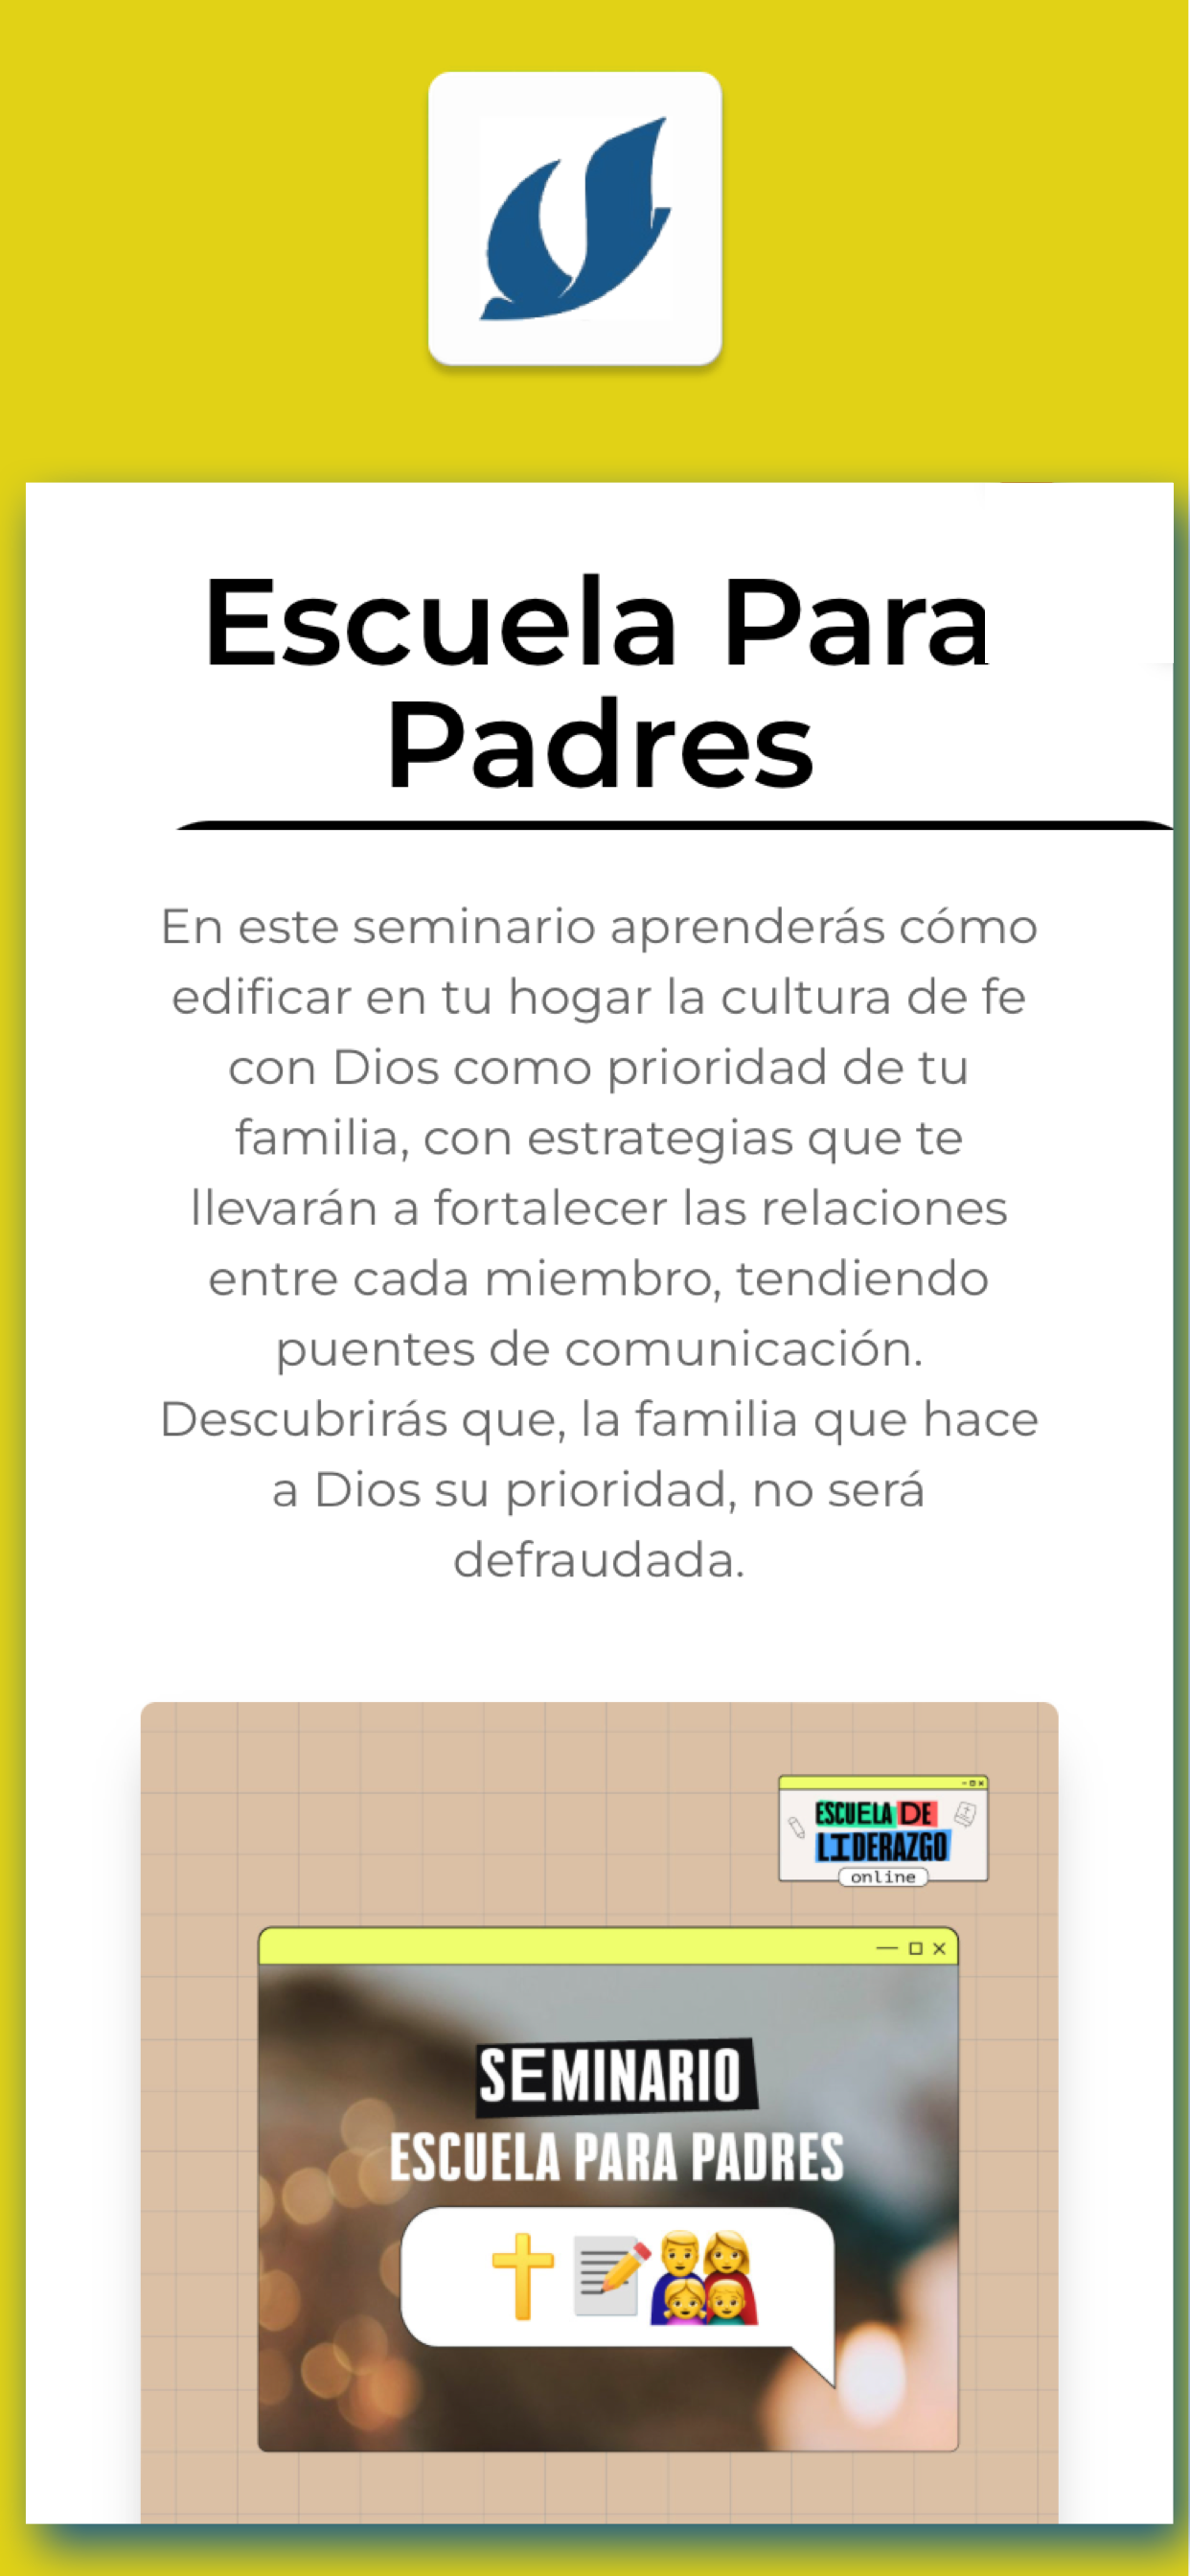 Escuela Para
Padres
En este seminario aprenderás cómo
edificar en tu hogar la cultura de fe
con Dios como prioridad de tu
familia, con estrategias que te
llevarán a fortalecer las relaciones
entre cada miembro, tendiendo
puentes de comunicación.
Descubrirás que, la familia que hace
a Dios su prioridad, no será
defraudada.
ESCUELA DE
LIDERAZGO
online
SEMINARIO
ESCUELA PARA PADRES